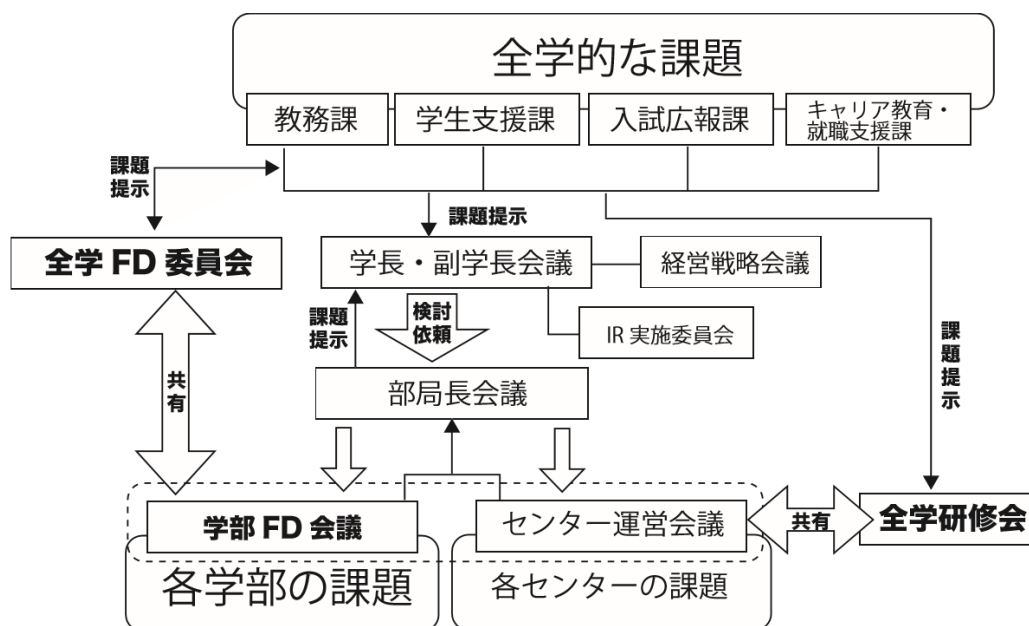 全学的な課題
教務課
学生支援課
入試広報課
キャリア教育・
就職支援課
課題
提示
課題提示
全学 FD 委員会
学長・副学長会議
経営戦略会議
課題
提示
検討
依頼
IR 実施委員会
課題提示
共有
部局長会議
学部 FD 会議
センター運営会議
共有
全学研修会
各学部の課題
各センターの課題